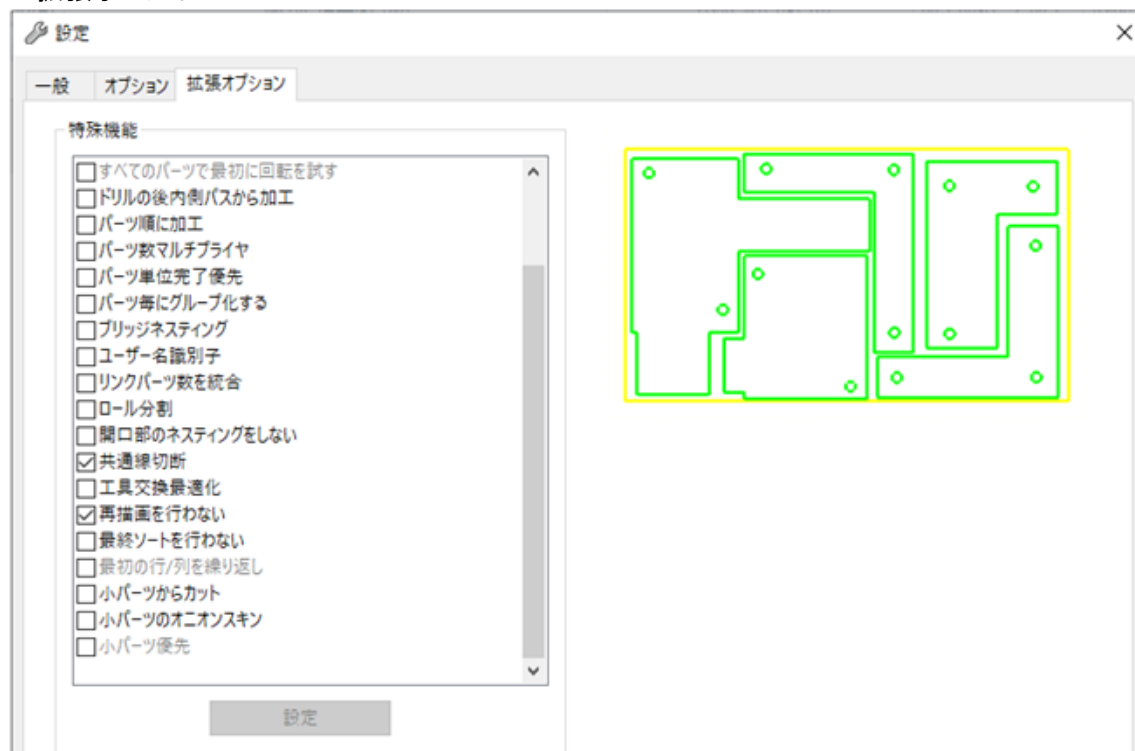 設定
一般 オプション 拡張オプション
特殊機能
すべてのパーツで最初に回転を試す
ドリルの後内側パスから加工
パーツ順に加工
パーツ数マルチプライヤ
パーツ単位完了優先
パーツ毎にグループ化する
ブリッジネスティング
ユーザー名識別子
リンクパーツ数を統合
ロール分割
開口部のネスティングをしない
共通線切断
工具交換最適化
再描画を行わない
最終ソートを行わない
最初の行/列を繰り返し
小パーツからカット
小パーツのオニオンスキン
小パーツ優先
設定